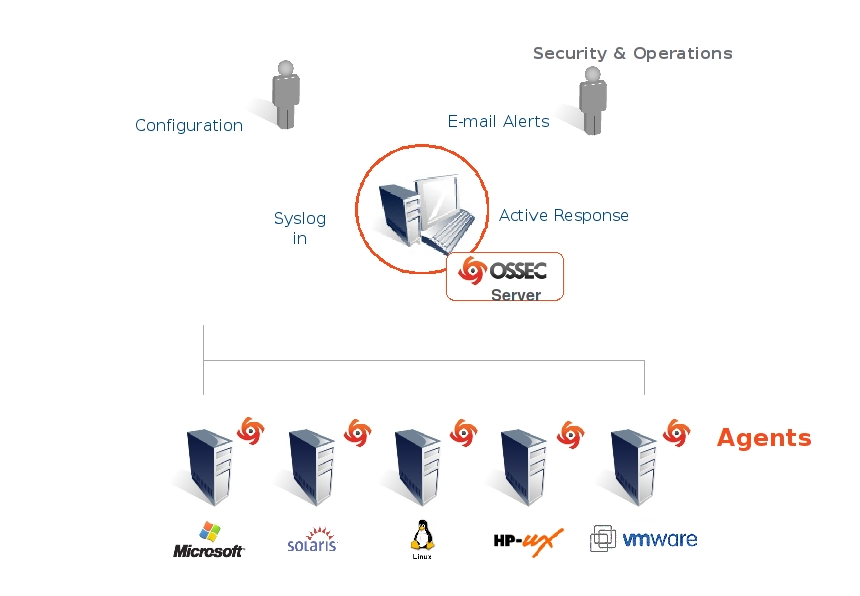 Security & Operations
Configuration
E-mail Alerts
Syslog
in
Active Response
OSSEC
Server
Agents
Microsoft
solaris
Linux
HP-ux
vmware